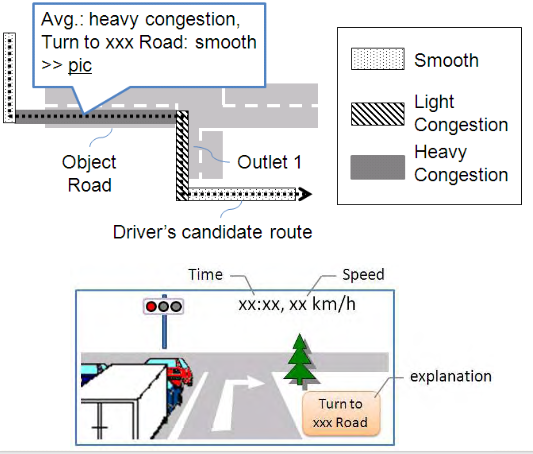 Avg.: heavy congestion,
Turn to xxx Road: smooth
>> pic
Smooth
Light
Congestion
Heavy
Congestion
Object
Road
Outlet 1
Driver's candidate route
Time
Speed
xx:xx, xx km/h
explanation
Turn to
xxx Road